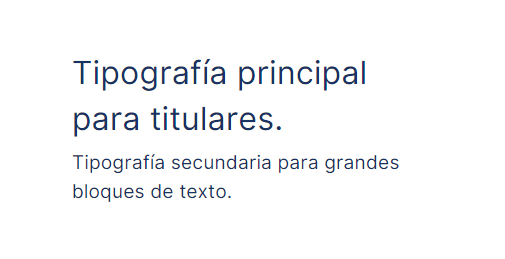 Tipografía principal
para titulares.
Tipografía secundaria para grandes
bloques de texto.